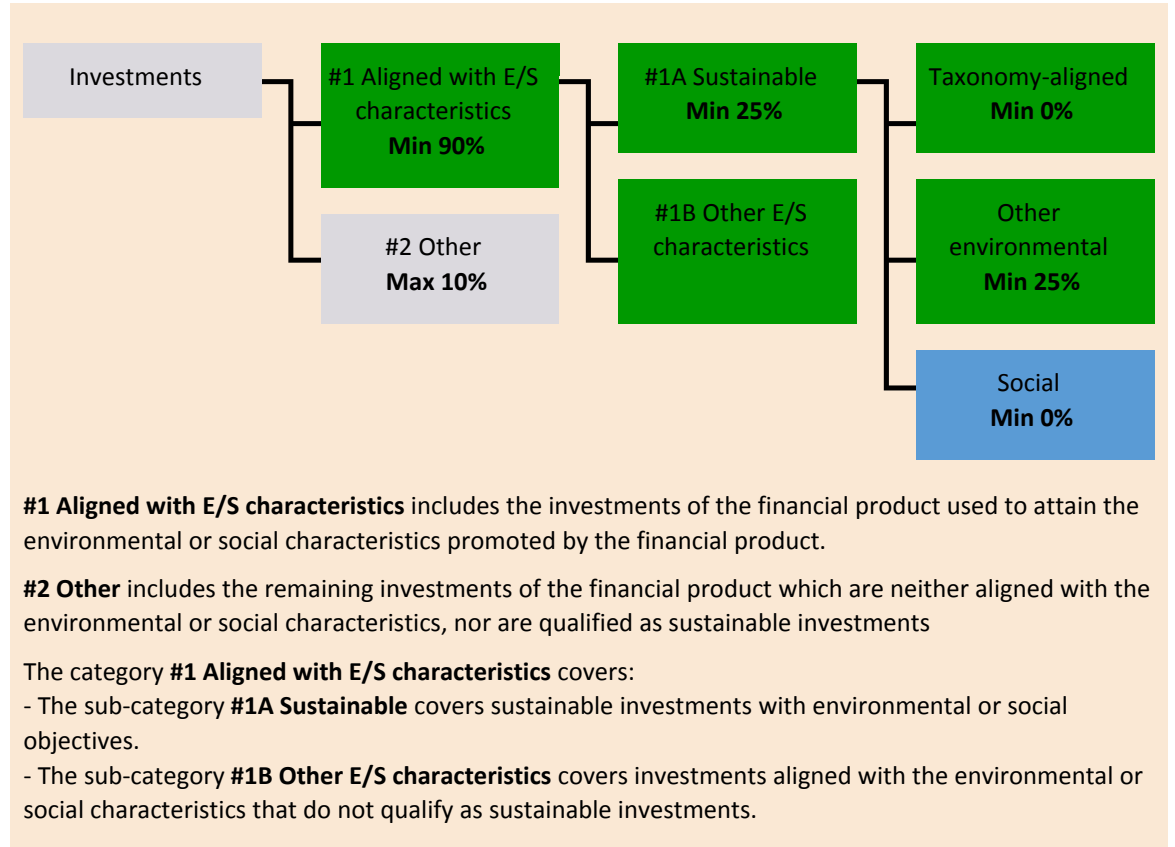 Investments
#1 Aligned with E/S
characteristics
Min 90%
#2 Other
Max 10%
#1A Sustainable
Min 25%
#1B Other E/S
characteristics
Taxonomy-aligned
Min 0%
Other
environmental
Min 25%
Social
Min 0%
#1 Aligned with E/S characteristics includes the investments of the financial product used to attain the
environmental or social characteristics promoted by the financial product.
#2 Other includes the remaining investments of the financial product which are neither aligned with the
environmental or social characteristics, nor are qualified as sustainable investments
The category #1 Aligned with E/S characteristics covers:
- The sub-category #1A Sustainable covers sustainable investments with environmental or social
objectives.
- The sub-category #1B Other E/S characteristics covers investments aligned with the environmental or
social characteristics that do not qualify as sustainable investments.